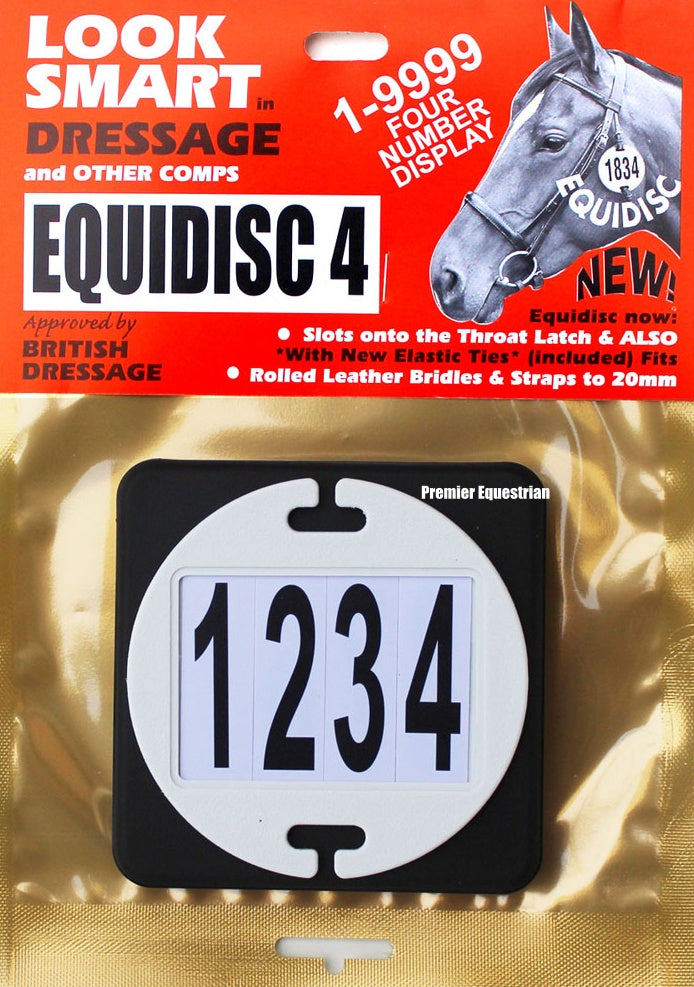 LOOK
SMART in
DRESSAGE
and OTHER COMPS
1-9999
FOUR
NUMBER
DISPLAY
1834
EQUIDISC
EQUIDISC 4
NEW!
Approved by
BRITISH
DRESSAGE
Equidisc now:
• Slots onto the Throat Latch & ALSO
*With New Elastic Ties* (included) Fits
• Rolled Leather Bridles & Straps to 20mm
Premier Equestrian
1234